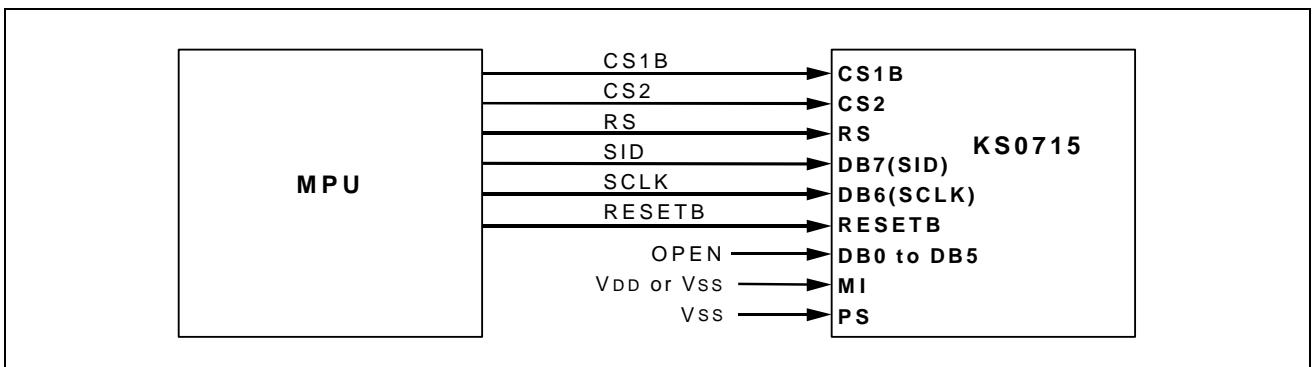 MPU
CS1B
CS2
RS
SID
SCLK
RESETB
OPEN
VDD or VSS
VSS
CS1B
CS2
RS
DB7(SID)
DB6(SCLK)
RESETB
DB0 to DB5
MI
PS
KS0715